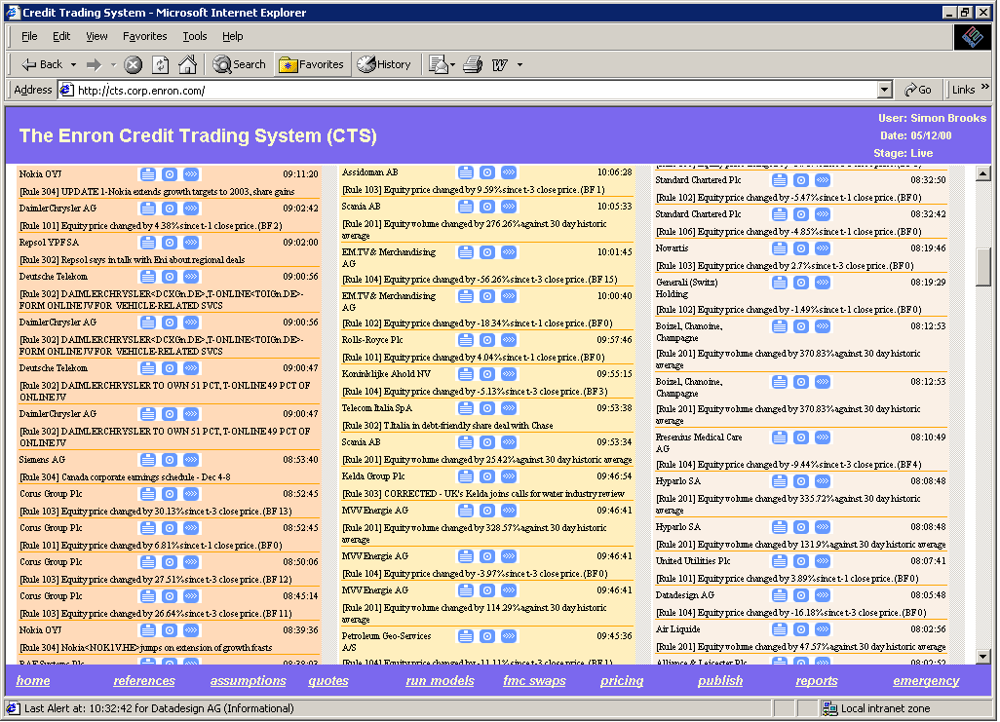 Credit Trading System - Microsoft Internet Explorer
File Edit View Favorites Tools Help
Back Search Favorites History
Address http://cts.corp.enron.com/ Go Links »
The Enron Credit Trading System (CTS)
User: Simon Brooks
Date: 05/12/00
Stage: Live
Nokia OYJ 09:11:20
[Rule 304] UPDATE 1-Nokia extends growth targets to 2003, share gains
DaimlerChrysler AG 09:02:42
[Rule 101] Equity price changed by 4.38% since t-1 close price. (BF 2)
Repsol YPF SA 09:02:00
[Rule 302] Repsol says in talk with Eni about regional deals
Deutsche Telekom 09:00:56
[Rule 302] DAIMLERCHRYSLER<DCXGn.DE>,T-ONLINE<TOIGn.DE>-
FORM ONLINE JV FOR VEHICLE-RELATED SVCS
DaimlerChrysler AG 09:00:56
[Rule 302] DAIMLERCHRYSLER<DCXGn.DE>,T-ONLINE<TOIGn.DE>-
FORM ONLINE JV FOR VEHICLE-RELATED SVCS
Deutsche Telekom 09:00:47
[Rule 302] DAIMLERCHRYSLER TO OWN 51 PCT, T-ONLINE 49 PCT OF
ONLINE JV
DaimlerChrysler AG 09:00:47
[Rule 302] DAIMLERCHRYSLER TO OWN 51 PCT, T-ONLINE 49 PCT OF
ONLINE JV
Siemens AG 08:53:40
[Rule 304] Canada corporate earnings schedule - Dec 4-8
Corus Group Plc 08:52:45
[Rule 103] Equity price changed by 30.13% since t-3 close price. (BF 13)
Corus Group Plc 08:52:45
[Rule 101] Equity price changed by 6.81% since t-1 close price. (BF 0)
Corus Group Plc 08:50:06
[Rule 103] Equity price changed by 27.51% since t-3 close price. (BF 12)
Corus Group Plc 08:45:14
[Rule 103] Equity price changed by 26.64% since t-3 close price. (BF 11)
Nokia OYJ 08:39:36
[Rule 304] Nokia<NOK1V.HE>jumps on extension of growth fcasts
BAE Systems Plc 08:38:03
Assidoman AB 10:06:28
[Rule 103] Equity price changed by 9.59% since t-3 close price. (BF 1)
Scania AB 10:05:33
[Rule 201] Equity volume changed by 276.26% against 30 day historic
average
EM.TV & Merchandising 10:01:45
AG
[Rule 104] Equity price changed by -56.26% since t-3 close price. (BF 15)
EM.TV & Merchandising 10:00:40
AG
[Rule 102] Equity price changed by -18.34% since t-1 close price. (BF 0)
Rolls-Royce Plc 09:57:46
[Rule 101] Equity price changed by 4.04% since t-1 close price. (BF 0)
Koninklijke Ahold NV 09:55:15
[Rule 104] Equity price changed by -5.13% since t-3 close price. (BF 3)
Telecom Italia SpA 09:53:38
[Rule 302] T.Italia in debt-friendly share deal with Chase
Scania AB 09:53:34
[Rule 201] Equity volume changed by 25.42% against 30 day historic average
Kelda Group Plc 09:46:54
[Rule 303] CORRECTED - UK's Kelda joins calls for water industry review
MVV Energie AG 09:46:41
[Rule 201] Equity volume changed by 328.57% against 30 day historic
average
MVV Energie AG 09:46:41
[Rule 104] Equity price changed by -3.97% since t-3 close price. (BF 0)
MVV Energie AG 09:46:41
[Rule 201] Equity volume changed by 114.29% against 30 day historic
average
Petroleum Geo-Services 09:45:36
A/S
[Rule 104] Equity price changed by -11.11% since t-3 close price. (BF
Standard Chartered Plc 08:32:50
[Rule 102] Equity price changed by -5.47% since t-1 close price. (BF 0)
Standard Chartered Plc 08:32:42
[Rule 106] Equity price changed by -4.85% since t-1 close price. (BF 0)
Novartis 08:19:46
[Rule 103] Equity price changed by 2.7% since t-3 close price. (BF 0)
Generali (Switz) 08:19:29
Holding
[Rule 102] Equity price changed by -1.49% since t-1 close price. (BF 0)
Boizel, Chanoine, 08:12:53
Champagne
[Rule 201] Equity volume changed by 370.83% against 30 day historic
average
Boizel, Chanoine, 08:12:53
Champagne
[Rule 201] Equity volume changed by 370.83% against 30 day historic
average
Fresenius Medical Care 08:10:49
AG
[Rule 104] Equity price changed by -9.44% since t-3 close price. (BF 4)
Hyparlo SA 08:08:48
[Rule 201] Equity volume changed by 335.72% against 30 day historic
average
Hyparlo SA 08:08:48
[Rule 201] Equity volume changed by 131.9% against 30 day historic average
United Utilities Plc 08:07:41
[Rule 101] Equity price changed by 3.89% since t-1 close price. (BF 0)
Datadesign AG 08:05:48
[Rule 104] Equity price changed by -16.18% since t-3 close price. (BF 0)
Air Liquide 08:02:56
[Rule 201] Equity volume changed by 47.57% against 30 day historic average
Alliance & Leicester Plc 08:02:52
home references assumptions quotes run models fmc swaps pricing publish reports emergency
Last Alert at: 10:32:42 for Datadesign AG (Informational) Local intranet zone